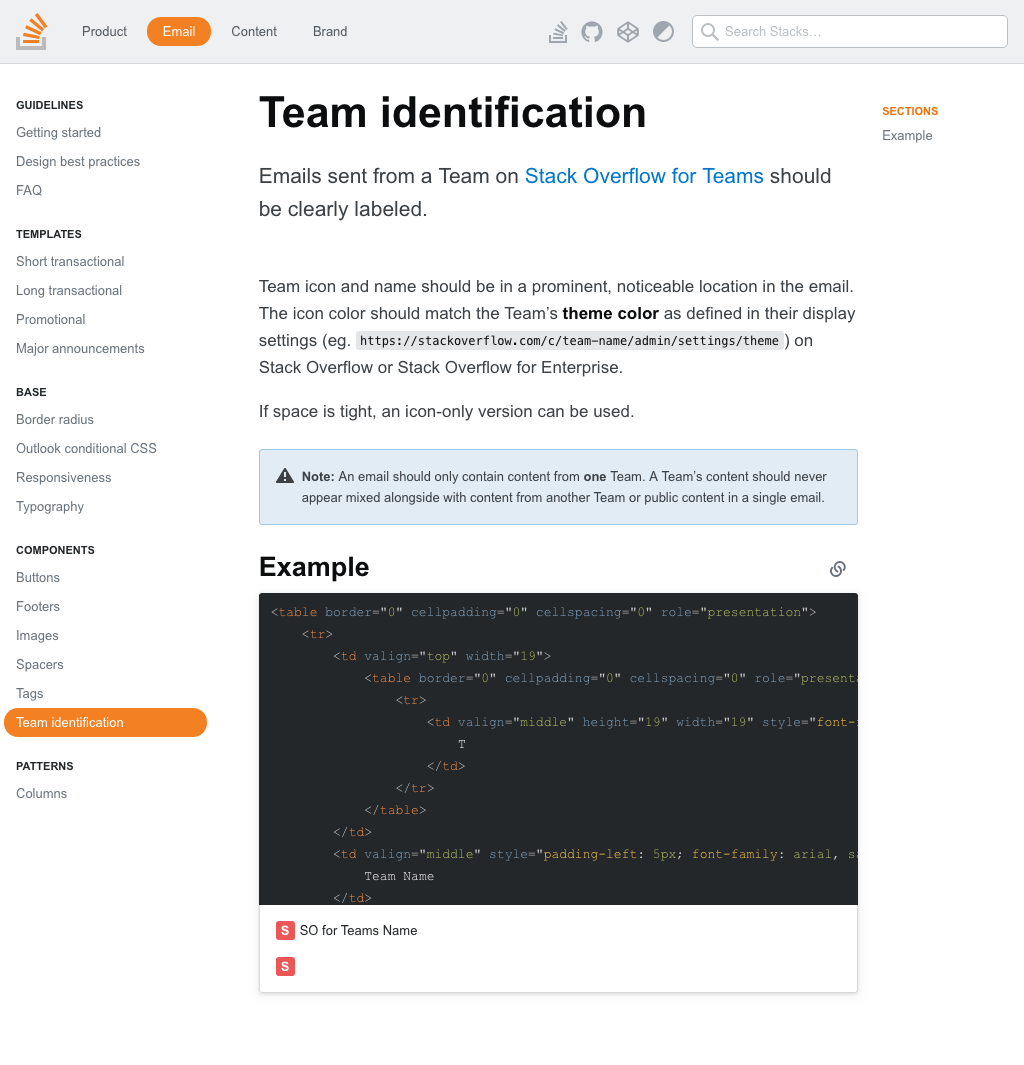 Product Email Content Brand Search Stacks…
GUIDELINES
Getting started
Design best practices
FAQ
TEMPLATES
Short transactional
Long transactional
Promotional
Major announcements
BASE
Border radius
Outlook conditional CSS
Responsiveness
Typography
COMPONENTS
Buttons
Footers
Images
Spacers
Tags
Team identification
PATTERNS
Columns
Team identification
Emails sent from a Team on Stack Overflow for Teams should
be clearly labeled.
Team icon and name should be in a prominent, noticeable location in the email.
The icon color should match the Team’s theme color as defined in their display
settings (eg. https://stackoverflow.com/c/team-name/admin/settings/theme ) on
Stack Overflow or Stack Overflow for Enterprise.
If space is tight, an icon-only version can be used.
Note: An email should only contain content from one Team. A Team’s content should never
appear mixed alongside with content from another Team or public content in a single email.
Example
<table border="0" cellpadding="0" cellspacing="0" role="presentation">
<tr>
<td valign="top" width="19">
<table border="0" cellpadding="0" cellspacing="0" role="presenta
<tr>
<td valign="middle" height="19" width="19" style="font-
T
</td>
</tr>
</table>
</td>
<td valign="middle" style="padding-left: 5px; font-family: arial, sa
Team Name
</td>
S SO for Teams Name
S
SECTIONS
Example